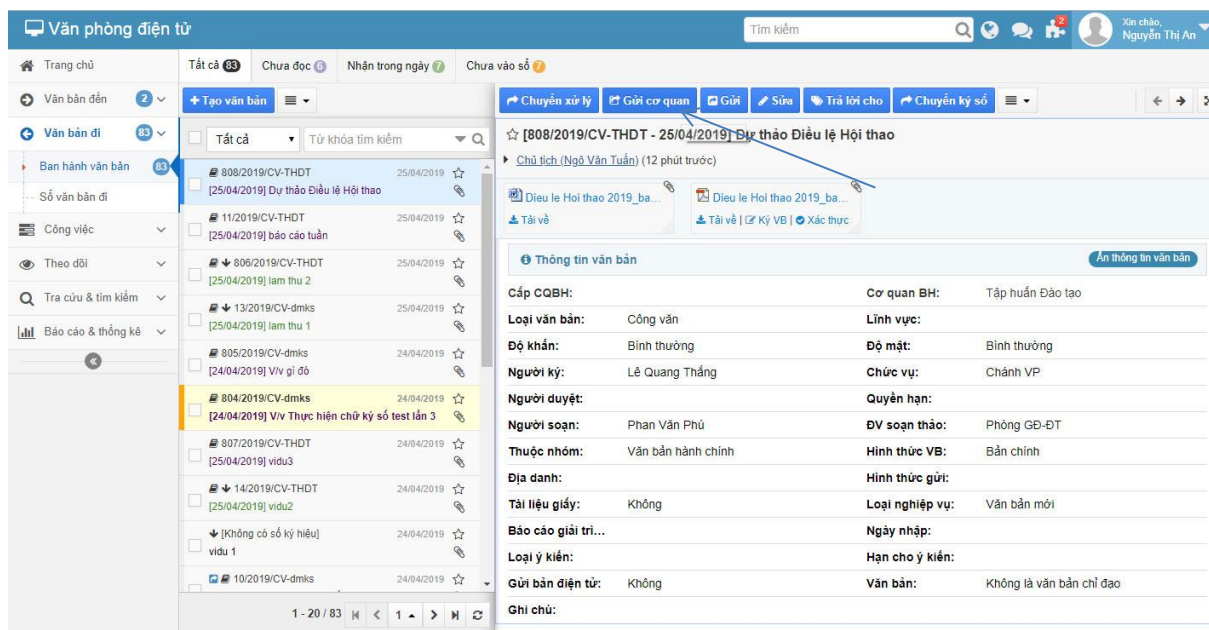 Văn phòng điện tử
Tìm kiếm
2
Xin chào,
Nguyễn Thị An
Trang chủ
Văn bản đến 2
Văn bản đi 83
Ban hành văn bản 83
Sổ văn bản đi
Công việc
Theo dõi
Tra cứu & tìm kiếm
Báo cáo & thống kê
Tất cả 83 Chưa đọc 6 Nhận trong ngày 7 Chưa vào sổ 7
Tạo văn bản
Tất cả Từ khóa tìm kiếm
808/2019/CV-THDT 25/04/2019
[25/04/2019] Dự thảo Điều lệ Hội thao
11/2019/CV-THDT 25/04/2019
[25/04/2019] báo cáo tuần
806/2019/CV-THDT 25/04/2019
[25/04/2019] lam thu 2
13/2019/CV-dmks 25/04/2019
[25/04/2019] lam thu 1
805/2019/CV-dmks 24/04/2019
[24/04/2019] V/v gì đó
804/2019/CV-dmks 24/04/2019
[24/04/2019] V/v Thực hiện chữ ký số test lần 3
807/2019/CV-THDT 24/04/2019
[25/04/2019] vidu3
14/2019/CV-THDT 24/04/2019
[25/04/2019] vidu2
[Không có số ký hiệu] 24/04/2019
vidu 1
10/2019/CV-dmks 24/04/2019
1 - 20 / 83 1
Chuyển xử lý Gửi cơ quan Gửi Sửa Trả lời cho Chuyển ký số
[808/2019/CV-THDT - 25/04/2019] Dự thảo Điều lệ Hội thao
Chủ tịch (Ngô Văn Tuấn) (12 phút trước)
Dieu le Hoi thao 2019_ba... Dieu le Hoi thao 2019_ba...
Tải về Tải về | Ký VB | Xác thực
Thông tin văn bản Ẩn thông tin văn bản
Cấp CQBH: Cơ quan BH: Tập huấn Đào tạo
Loại văn bản: Công văn Lĩnh vực:
Độ khẩn: Bình thường Độ mật: Bình thường
Người ký: Lê Quang Thắng Chức vụ: Chánh VP
Người duyệt: Quyền hạn:
Người soạn: Phan Văn Phú ĐV soạn thảo: Phòng GD-ĐT
Thuộc nhóm: Văn bản hành chính Hình thức VB: Bản chính
Địa danh: Hình thức gửi:
Tài liệu giấy: Không Loại nghiệp vụ: Văn bản mới
Báo cáo giải trì... Ngày nhập:
Loại ý kiến: Hạn cho ý kiến:
Gửi bản điện tử: Không Văn bản: Không là văn bản chỉ đạo
Ghi chú: